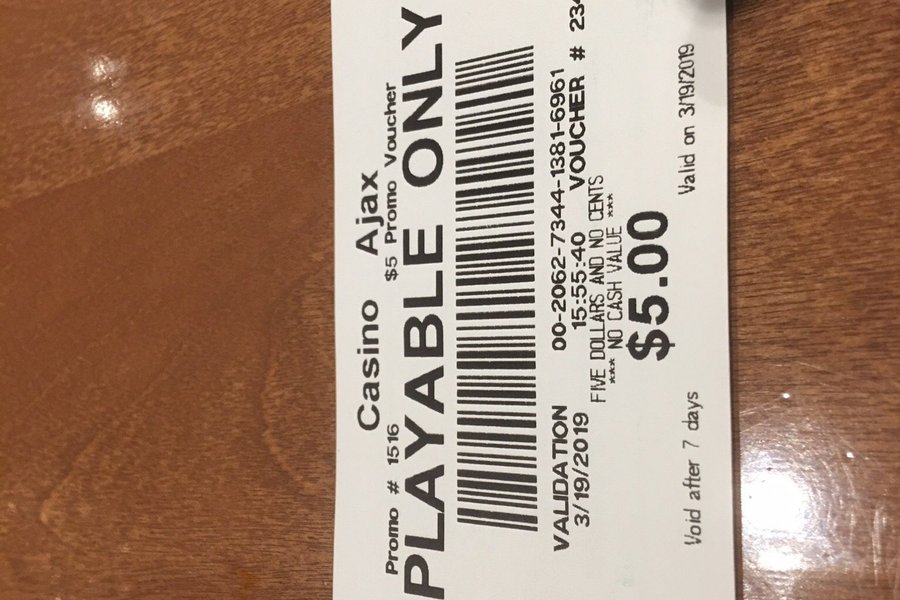 Casino Ajax
Promo # 1516 $5 Promo Voucher
PLAYABLE ONLY
VALIDATION 00-2062-7344-1381-6961
3/19/2019 15:55:40 VOUCHER # 234
FIVE DOLLARS AND NO CENTS
*** NO CASH VALUE ***
$5.00
Void after 7 days Valid on 3/19/2019